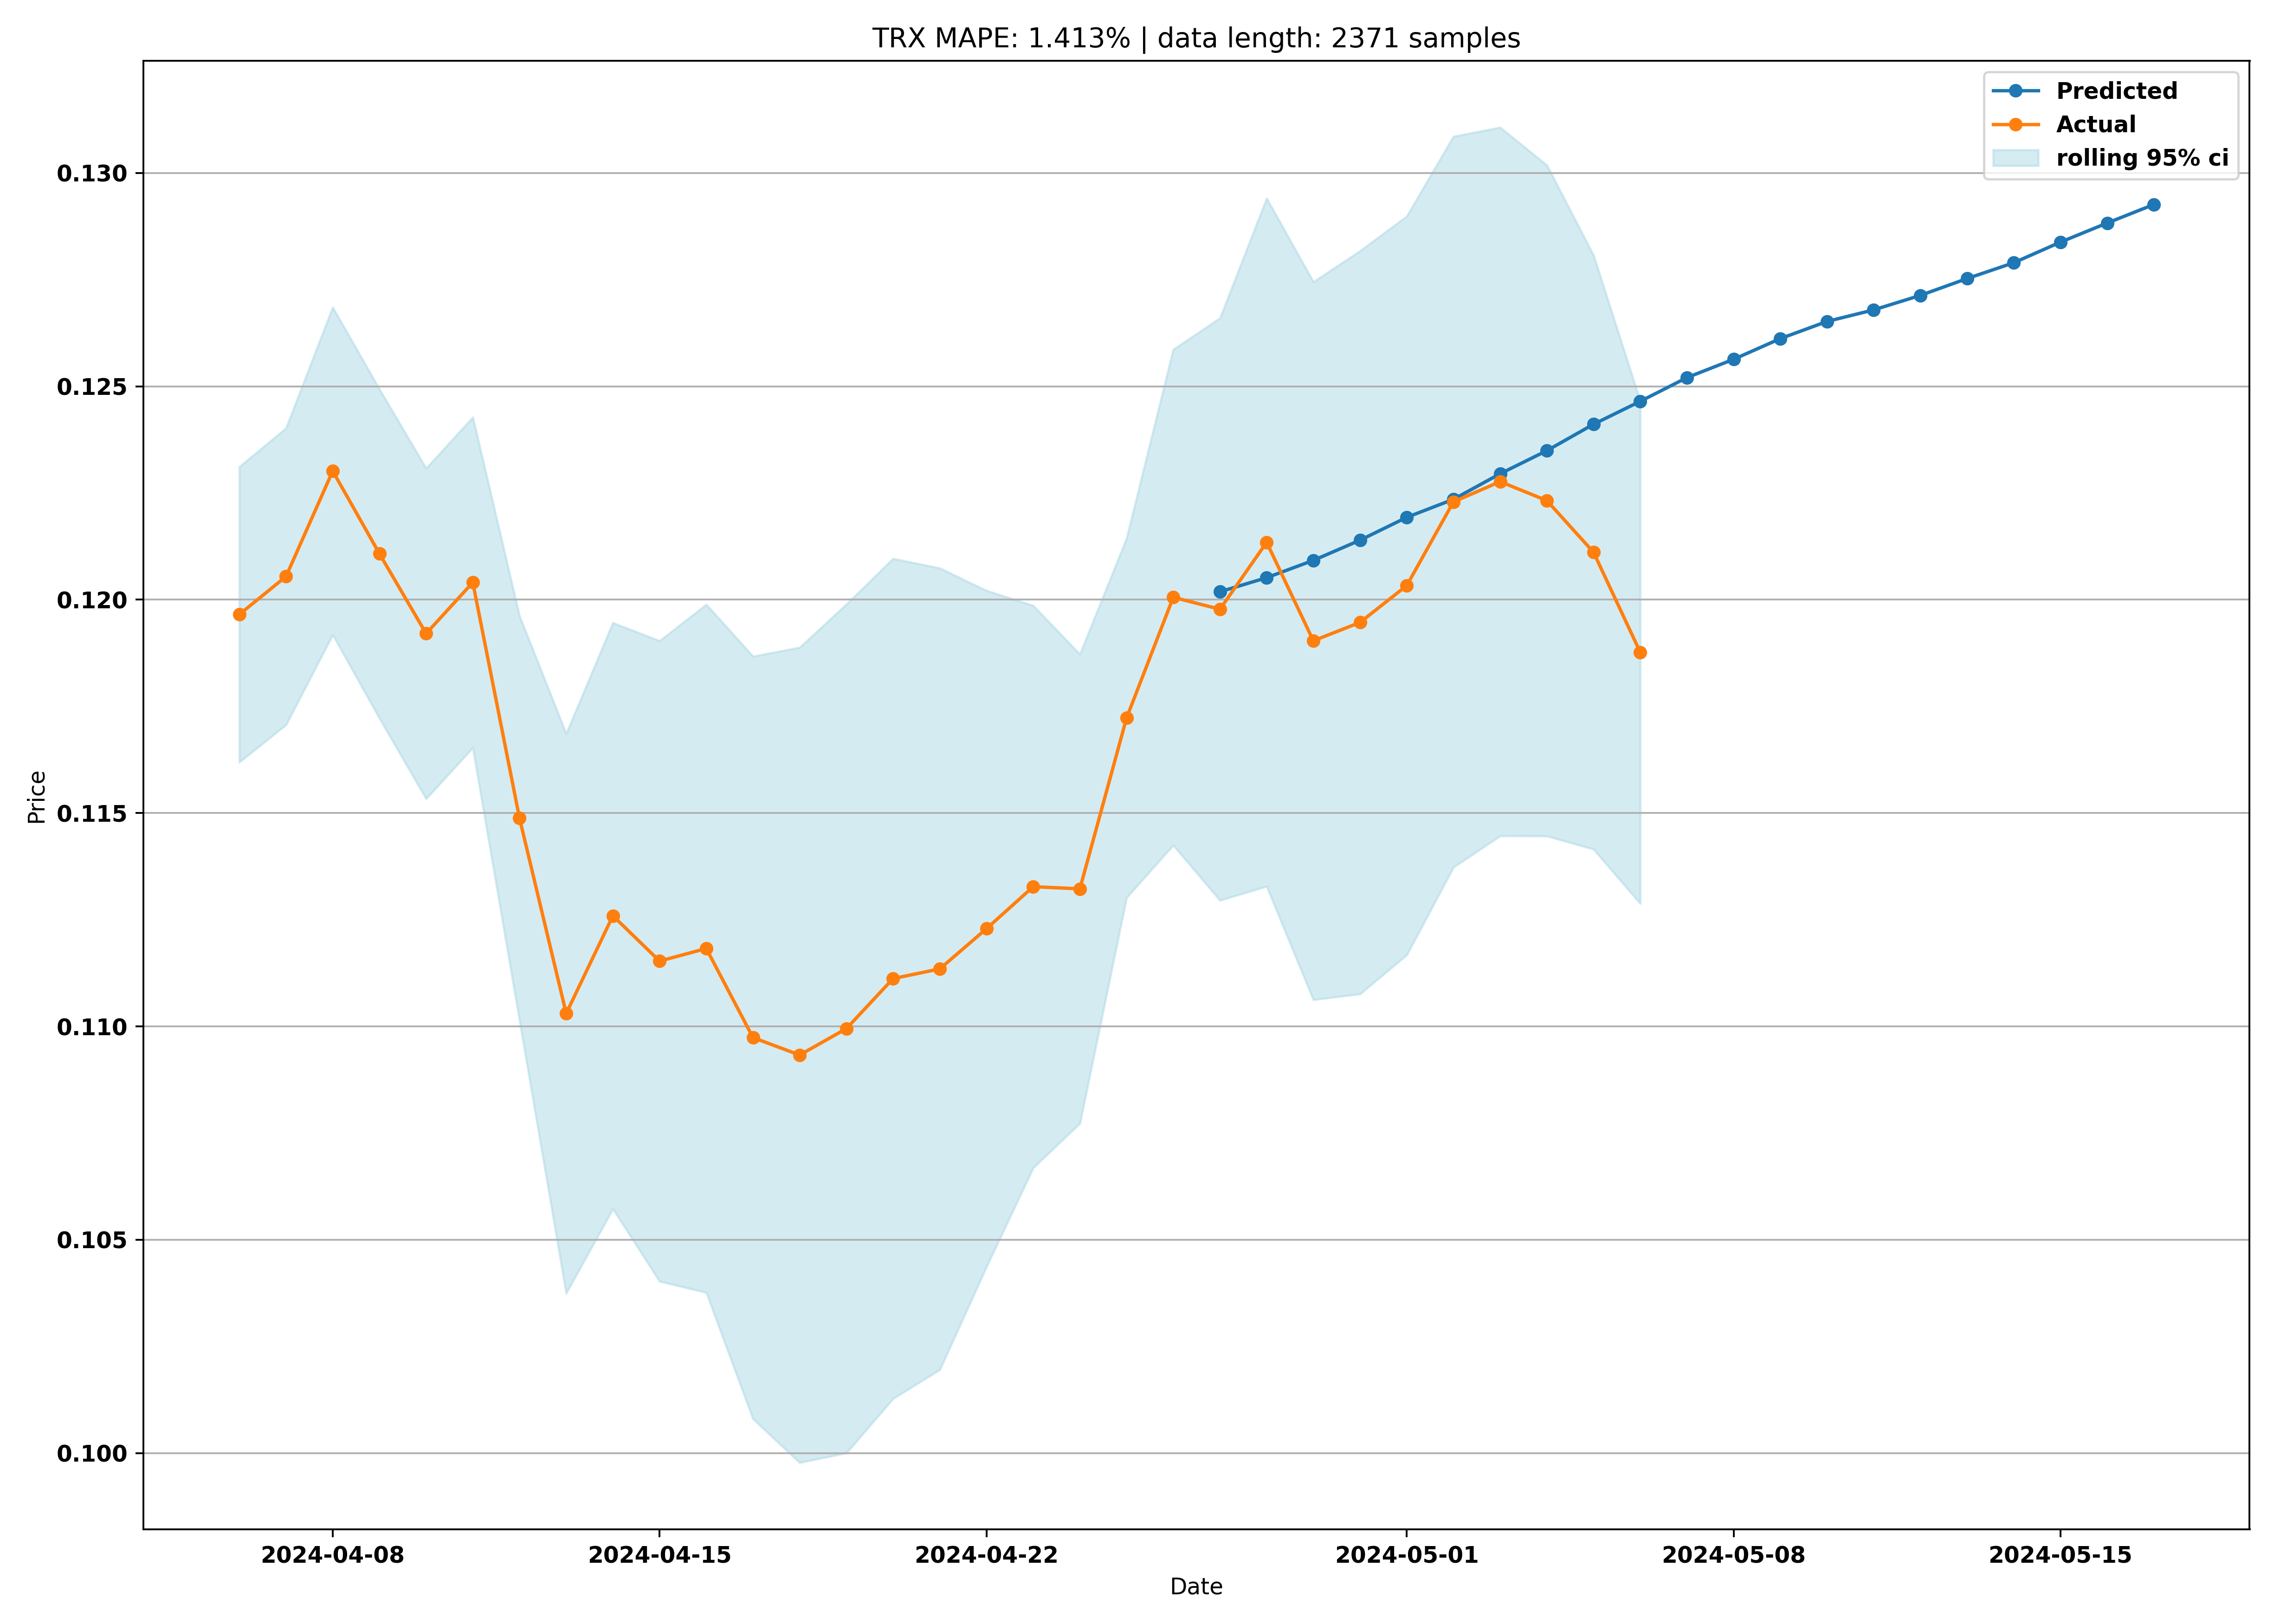 TRX MAPE: 1.413% | data length: 2371 samples
Predicted
Actual
rolling 95% ci
0.130
0.125
0.120
0.115
0.110
0.105
0.100
Price
2024-04-08
2024-04-15
2024-04-22
2024-05-01
2024-05-08
2024-05-15
Date